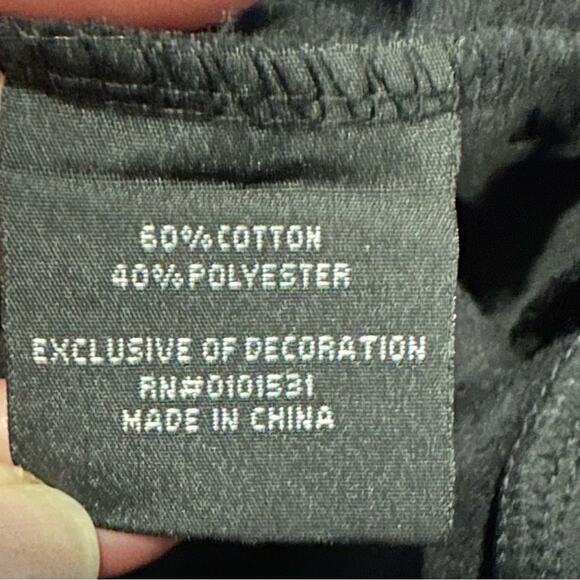 60% COTTON
40% POLYESTER
EXCLUSIVE OF DECORATION
RN#0101531
MADE IN CHINA